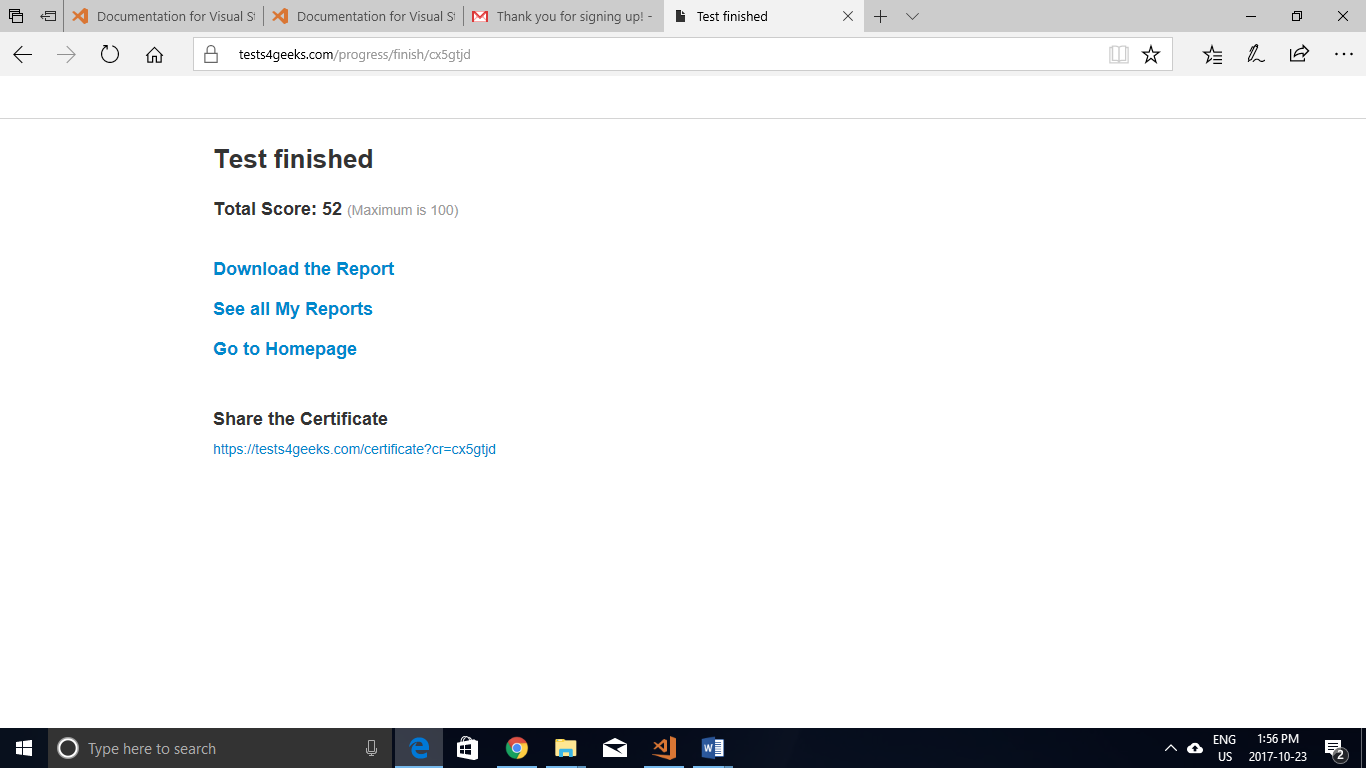 Documentation for Visual St
Documentation for Visual St
Thank you for signing up! -
Test finished
tests4geeks.com/progress/finish/cx5gtjd
Test finished
Total Score: 52 (Maximum is 100)
Download the Report
See all My Reports
Go to Homepage
Share the Certificate
https://tests4geeks.com/certificate?cr=cx5gtjd
Type here to search
ENG
US
1:56 PM
2017-10-23
2